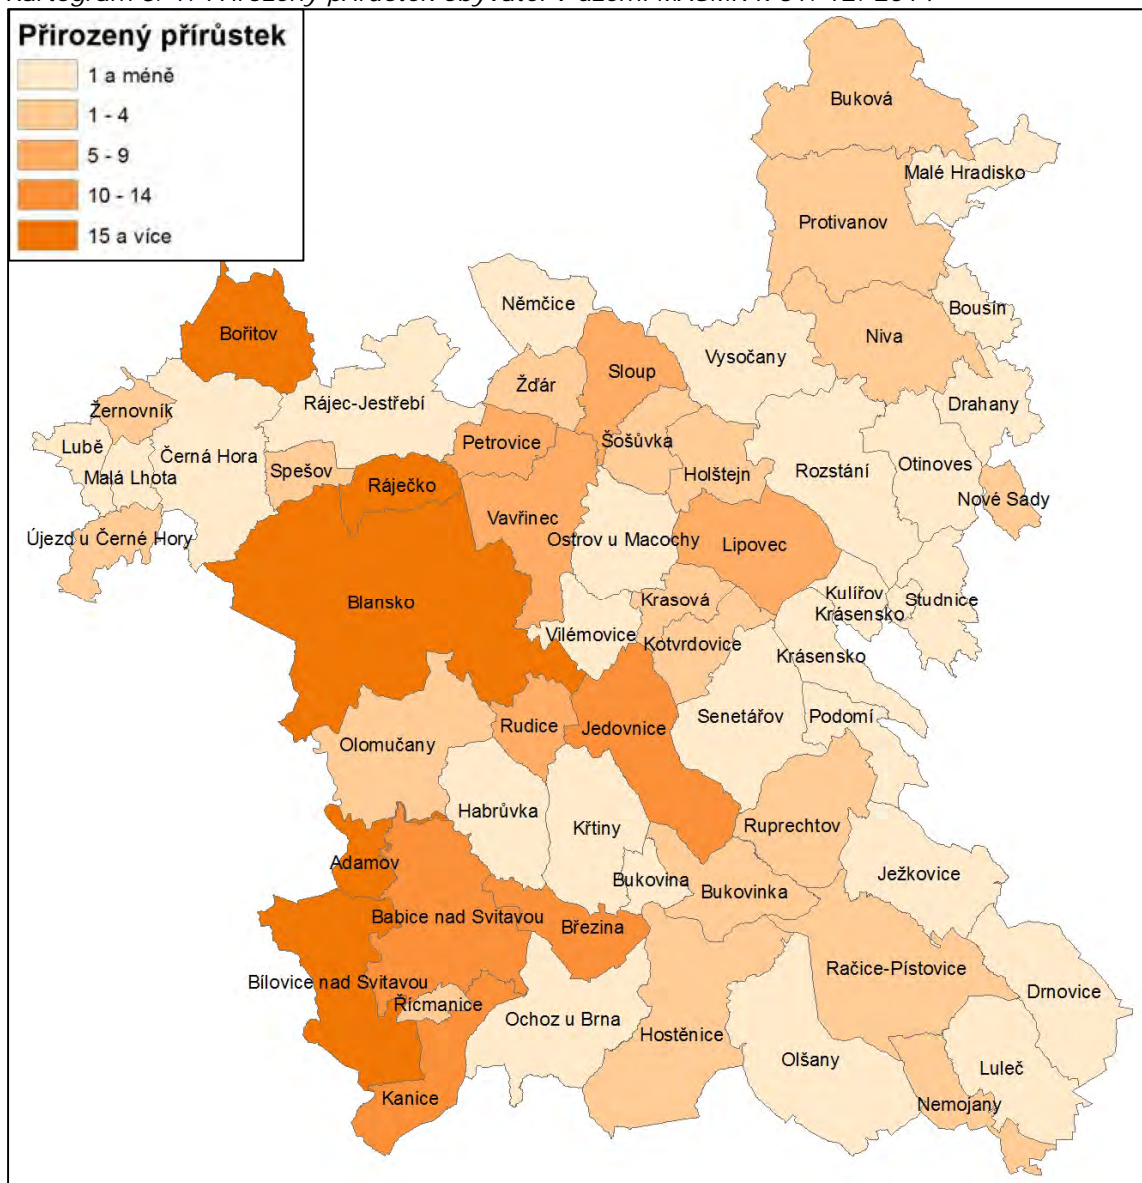 Přirozený přírůstek
1 a méně
1 - 4
5 - 9
10 - 14
15 a více
Buková
Malé Hradisko
Protivanov
Němčice
Bousín
Bořitov
Niva
Vysočany
Sloup
Žďár
Rájec-Jestřebí
Drahany
Žernovník
Lubě
Černá Hora
Petrovice
Šošůvka
Malá Lhota
Spešov
Ráječko
Holštejn
Rozstání
Otinoves
Nové Sady
Vavřinec
Újezd u Černé Hory
Ostrov u Macochy
Lipovec
Blansko
Krasová
Kulířov
Krásensko
Studnice
Vilémovice
Kotvrdovice
Krásensko
Senetářov
Podomí
Rudice
Jedovnice
Olomučany
Habrůvka
Křtiny
Ruprechtov
Adamov
Bukovina
Bukovinka
Ježkovice
Babice nad Svitavou
Březina
Bílovice nad Svitavou
Řícmanice
Ochoz u Brna
Hostěnice
Račice-Pístovice
Drnovice
Olšany
Luleč
Kanice
Nemojany